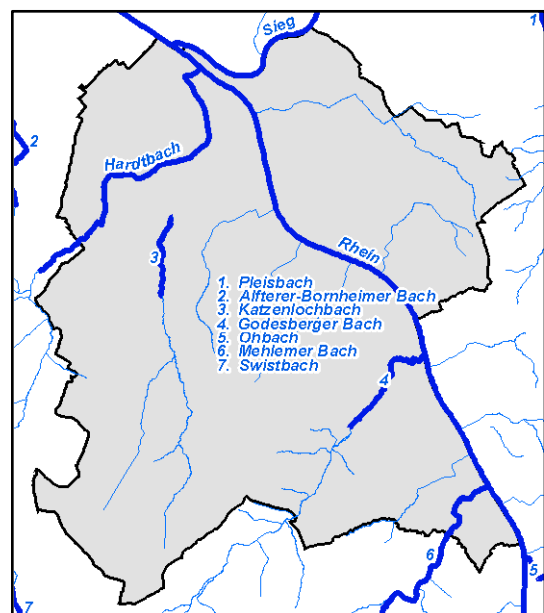 Sieg
1
2
Hardtbach
3
Rhein
1. Pleisbach
2. Alfterer-Bornheimer Bach
3. Katzenlochbach
4. Godesberger Bach
5. Ohbach
6. Mehlemer Bach
7. Swistbach
4
6
5
7